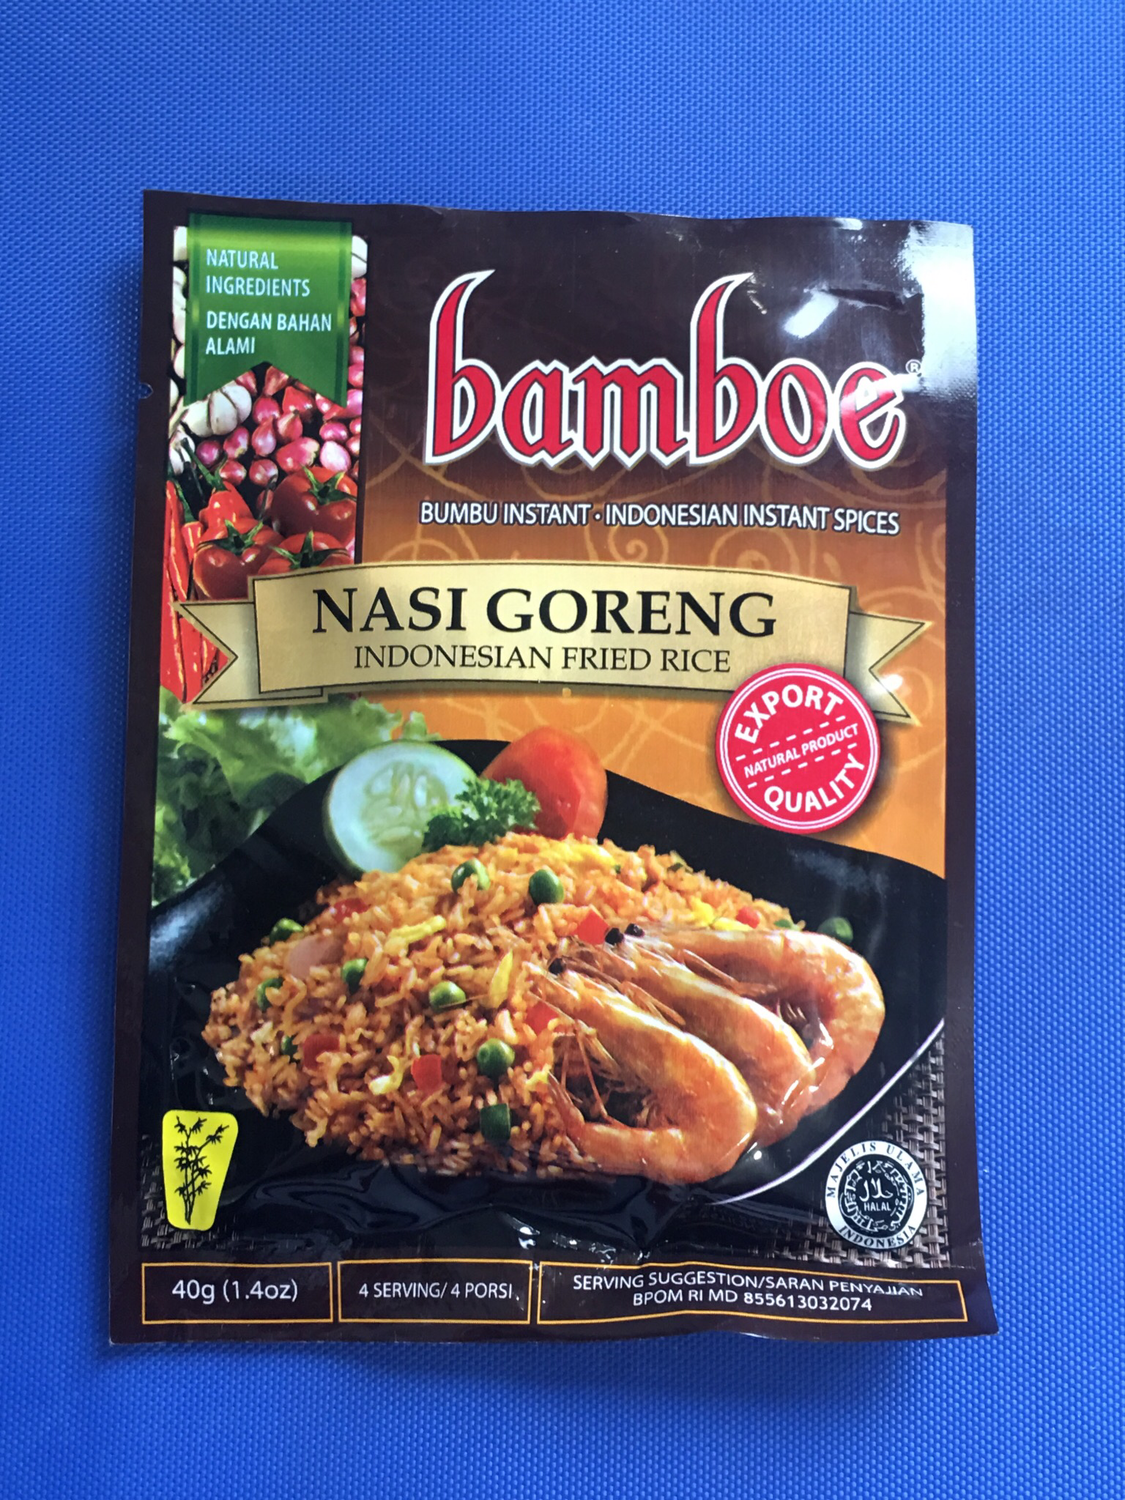 NATURAL
INGREDIENTS
DENGAN BAHAN
ALAMI
bamboe®
BUMBU INSTANT · INDONESIAN INSTANT SPICES
NASI GORENG
INDONESIAN FRIED RICE
EXPORT
NATURAL PRODUCT
QUALITY
MAJELIS ULAMA
HALAL
INDONESIA
40g (1.4oz)
4 SERVING/ 4 PORSI
SERVING SUGGESTION/SARAN PENYAJIAN
BPOM RI MD 855613032074